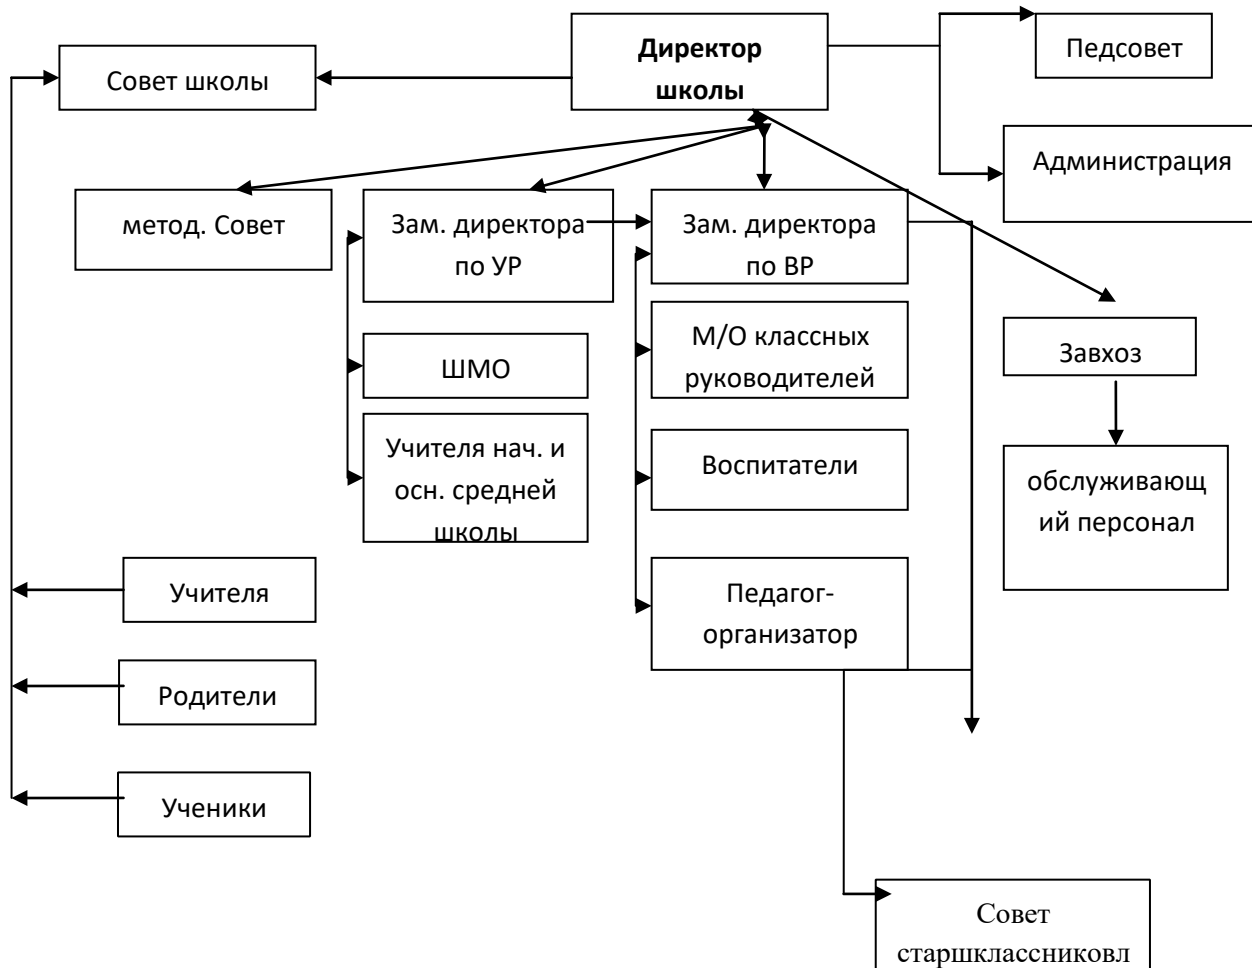 Директор
школы
Педсовет
Совет школы
Администрация
метод. Совет
Зам. директора
по УР
Зам. директора
по ВР
М/О классных
руководителей
Завхоз
ШМО
Учителя нач. и
осн. средней
школы
Воспитатели
обслуживающ
ий персонал
Учителя
Педагог-
организатор
Родители
Ученики
Совет
старшклассниковл